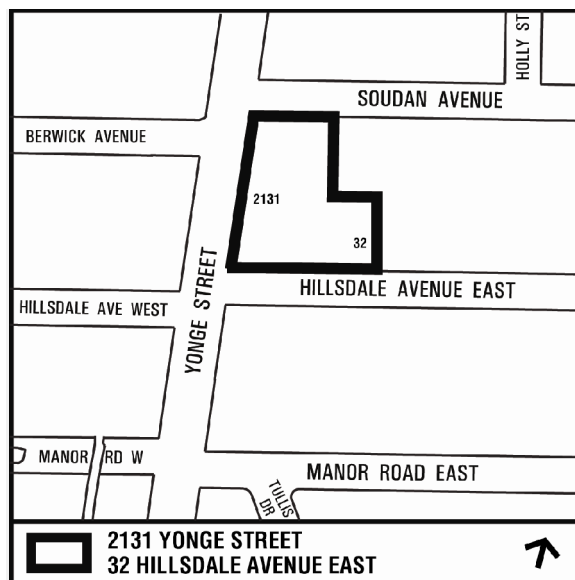 HOLLY ST
SOUDAN AVENUE
BERWICK AVENUE
2131
32
YONGE STREET
HILLSDALE AVENUE EAST
HILLSDALE AVE WEST
MANOR RD W
MANOR ROAD EAST
TULLIS
DR
2131 YONGE STREET
32 HILLSDALE AVENUE EAST